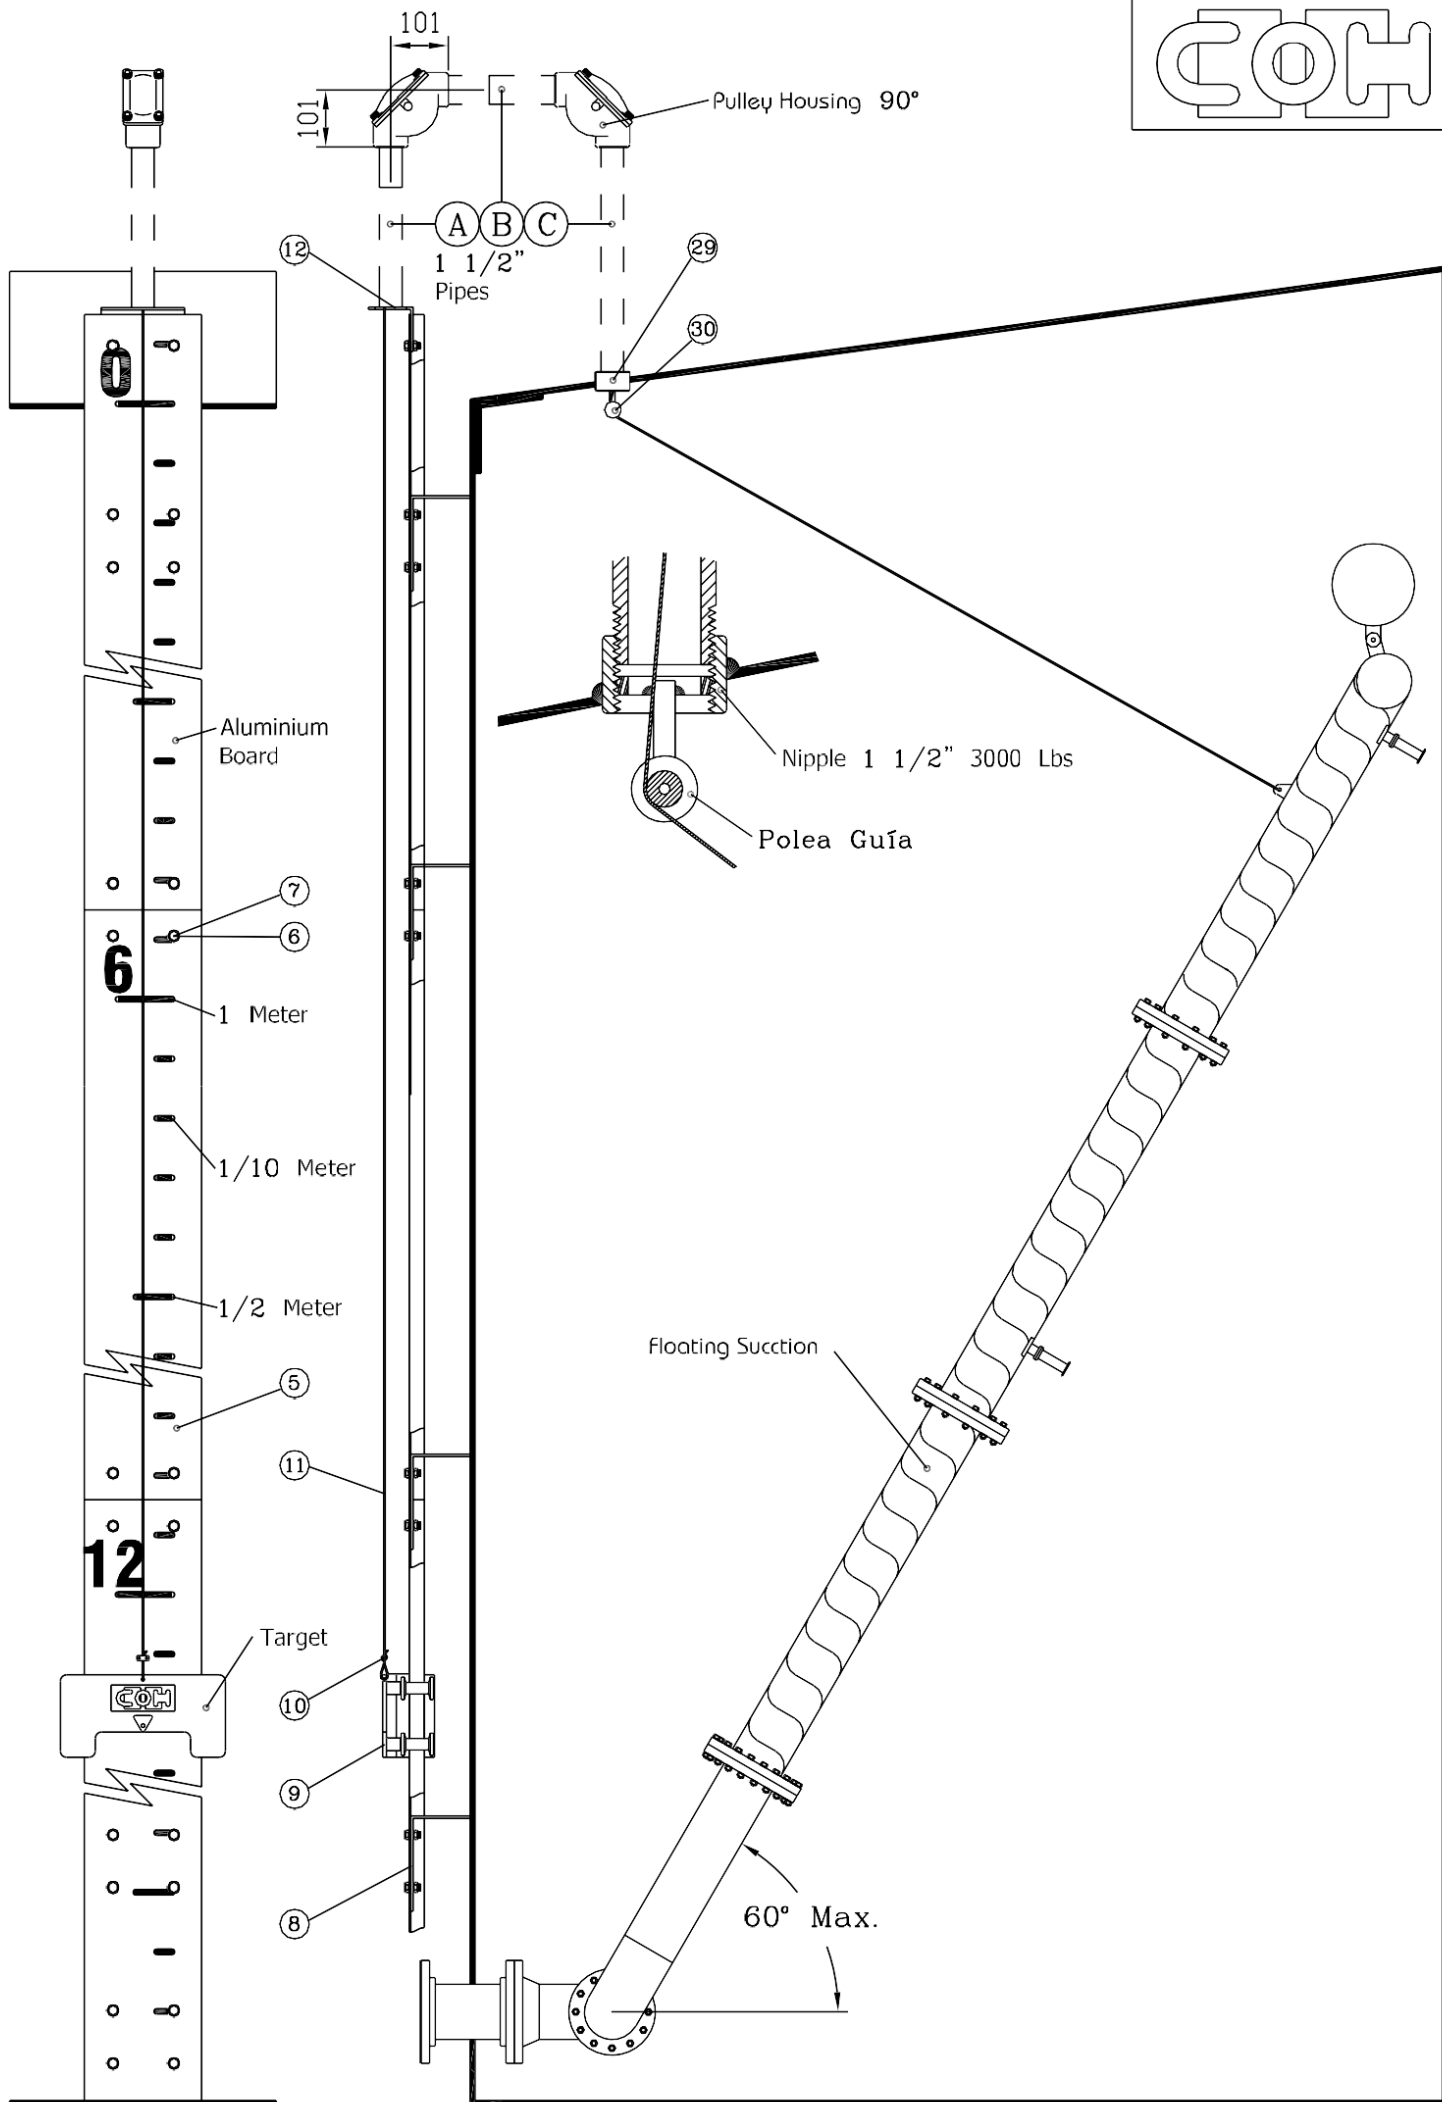 101
COH
101
Pulley Housing 90°
A B C
1 1/2"
Pipes
12
29
30
0
Aluminium
Board
Nipple 1 1/2" 3000 Lbs
Polea Guía
7
6
6
1 Meter
1/10 Meter
1/2 Meter
Floating Sucction
5
11
12
Target
COH
10
9
60° Max.
8